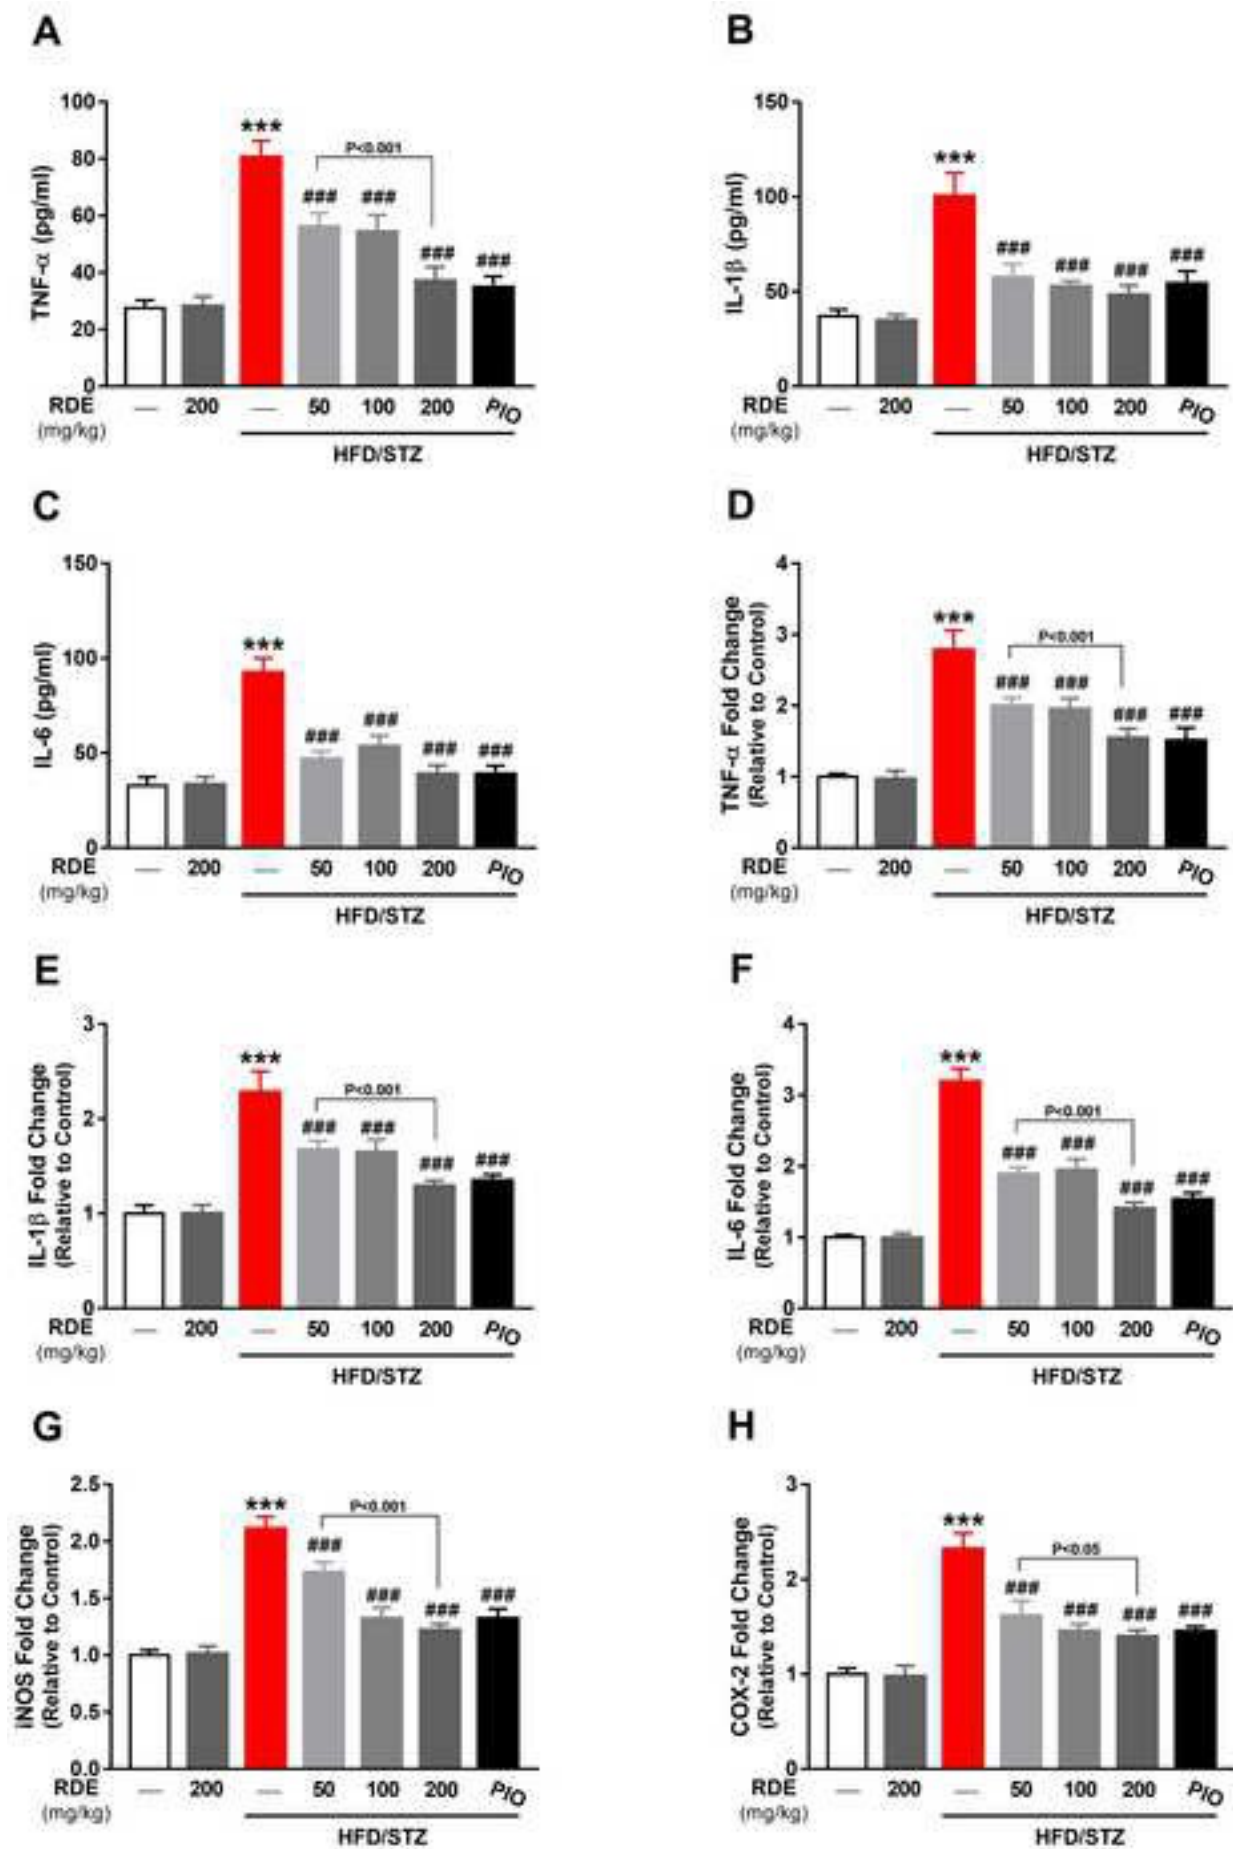 A
TNF-α (pg/ml)
100
80
60
40
20
0
***
P<0.001
###
###
###
###
RDE — 200 — 50 100 200 PIO
(mg/kg)
HFD/STZ
B
IL-1β (pg/ml)
150
100
50
0
***
###
###
###
###
RDE — 200 — 50 100 200 PIO
(mg/kg)
HFD/STZ
C
IL-6 (pg/ml)
150
100
50
0
***
###
###
###
###
RDE — 200 — 50 100 200 PIO
(mg/kg)
HFD/STZ
D
TNF-α Fold Change
(Relative to Control)
4
3
2
1
0
***
P<0.001
###
###
###
###
RDE — 200 — 50 100 200 PIO
(mg/kg)
HFD/STZ
E
IL-1β Fold Change
(Relative to Control)
3
2
1
0
***
P<0.001
###
###
###
###
RDE — 200 — 50 100 200 PIO
(mg/kg)
HFD/STZ
F
IL-6 Fold Change
(Relative to Control)
4
3
2
1
0
***
P<0.001
###
###
###
###
RDE — 200 — 50 100 200 PIO
(mg/kg)
HFD/STZ
G
iNOS Fold Change
(Relative to Control)
2.5
2.0
1.5
1.0
0.5
0.0
***
P<0.001
###
###
###
###
RDE — 200 — 50 100 200 PIO
(mg/kg)
HFD/STZ
H
COX-2 Fold Change
(Relative to Control)
3
2
1
0
***
P<0.05
###
###
###
###
RDE — 200 — 50 100 200 PIO
(mg/kg)
HFD/STZ